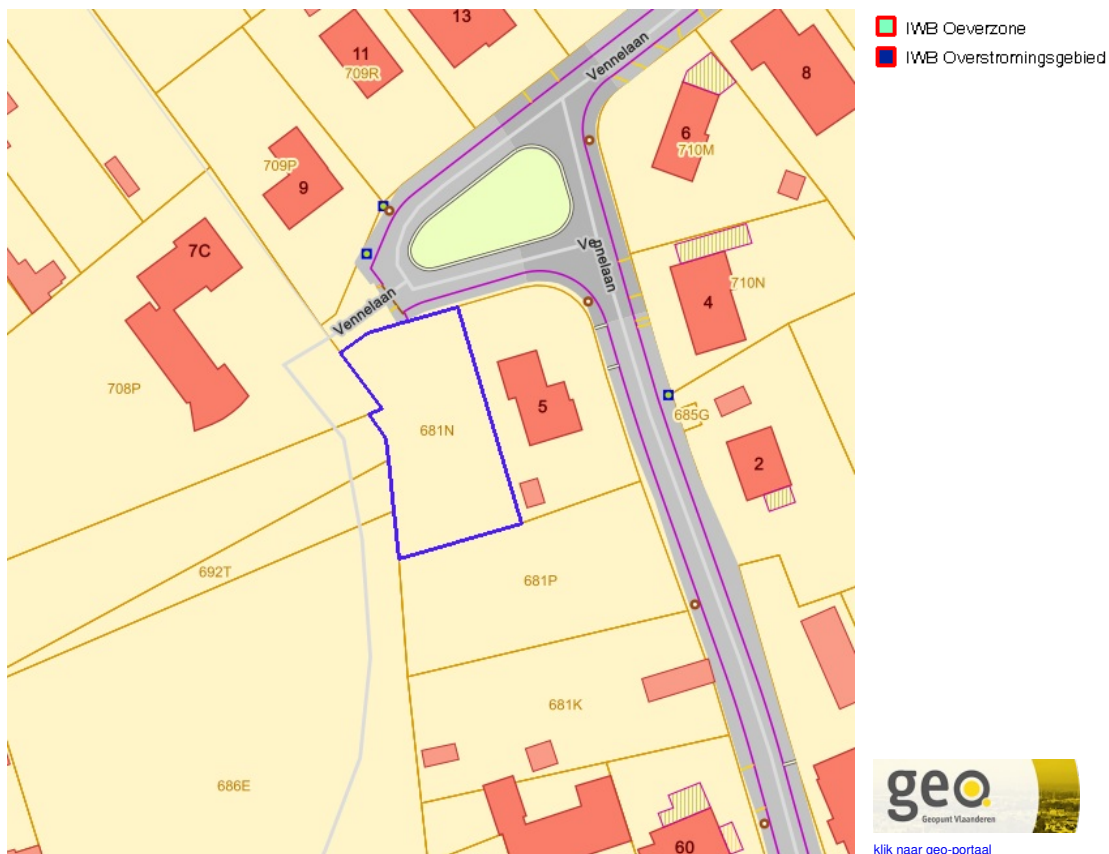 13
IWB Oeverzone
Vennelaan
IWB Overstromingsgebied
11
709R
8
6
710M
709P
9
7C
Vennelaan
710N
4
Vennelaan
708P
685G
5
681N
2
692T
681P
681K
686E
geo
Geopunt Vlaanderen
60
klik naar geo-portaal